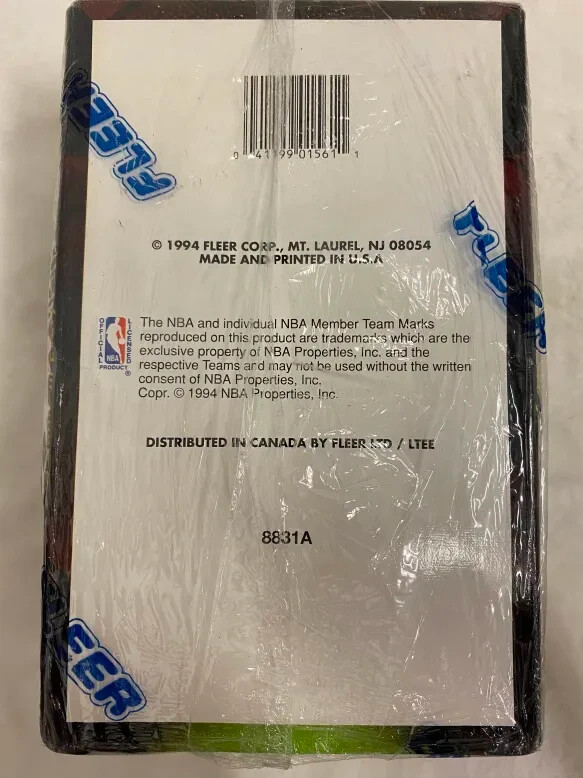 FLEER
0 41199 01561 1
FLEER
© 1994 FLEER CORP., MT. LAUREL, NJ 08054
MADE AND PRINTED IN U.S.A
OFFICIAL LICENSED
NBA
PRODUCT ®
The NBA and individual NBA Member Team Marks
reproduced on this product are trademarks which are the
exclusive property of NBA Properties, Inc. and the
respective Teams and may not be used without the written
consent of NBA Properties, Inc.
Copr. © 1994 NBA Properties, Inc.
DISTRIBUTED IN CANADA BY FLEER LTD / LTEE
8831A
FLEER